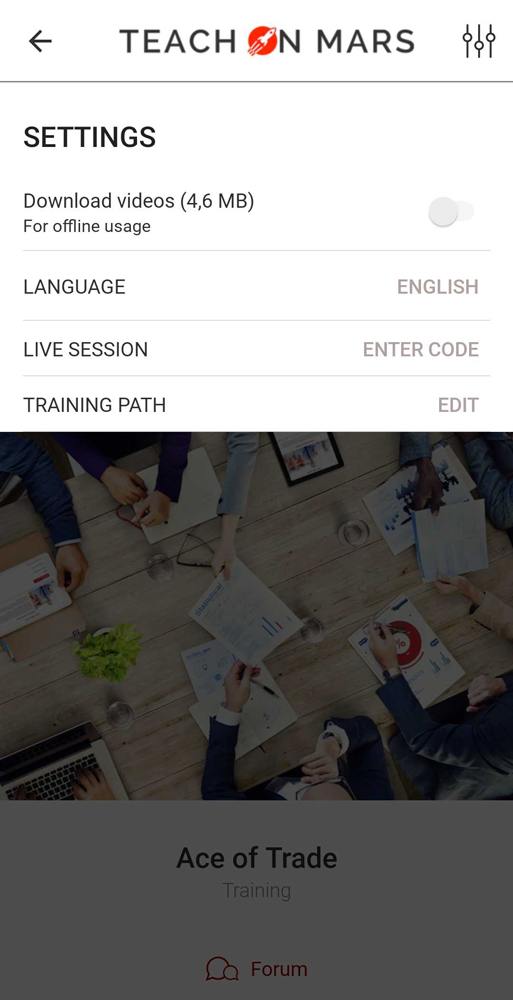 TEACH ON MARS
SETTINGS
Download videos (4,6 MB)
For offline usage
LANGUAGE
ENGLISH
LIVE SESSION
ENTER CODE
TRAINING PATH
EDIT
Ace of Trade
Training
Forum